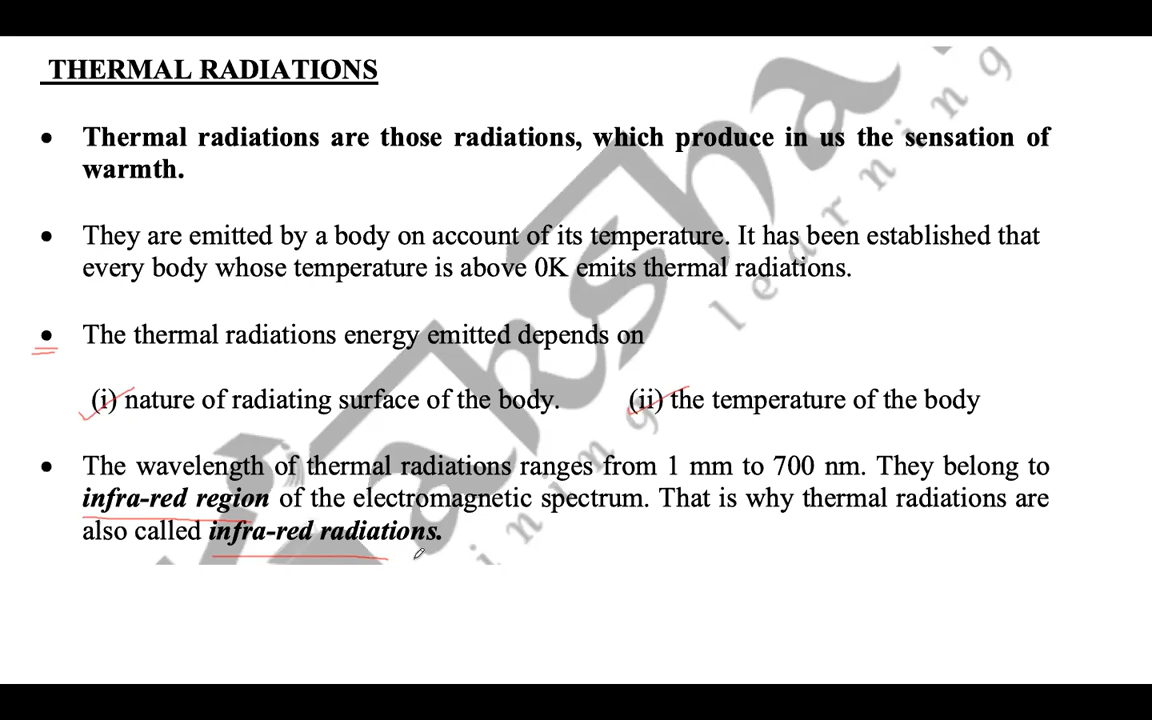 THERMAL RADIATIONS
• Thermal radiations are those radiations, which produce in us the sensation of
warmth.
• They are emitted by a body on account of its temperature. It has been established that
every body whose temperature is above 0K emits thermal radiations.
• The thermal radiations energy emitted depends on
(i) nature of radiating surface of the body. (ii) the temperature of the body
• The wavelength of thermal radiations ranges from 1 mm to 700 nm. They belong to
infra-red region of the electromagnetic spectrum. That is why thermal radiations are
also called infra-red radiations.